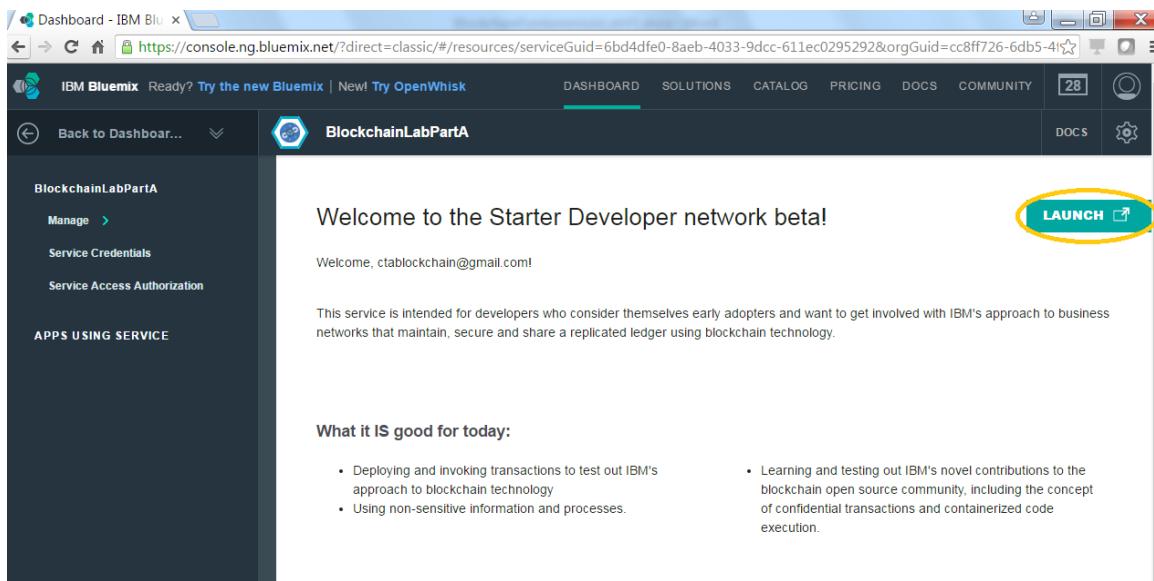 Dashboard - IBM Blu
https://console.ng.bluemix.net/?direct=classic/#/resources/serviceGuid=6bd4dfe0-8aeb-4033-9dcc-611ec0295292&orgGuid=cc8ff726-6db5-4
IBM Bluemix Ready? Try the new Bluemix | New! Try OpenWhisk DASHBOARD SOLUTIONS CATALOG PRICING DOCS COMMUNITY 28
Back to Dashboar... BlockchainLabPartA DOCS
BlockchainLabPartA
Manage
Service Credentials
Service Access Authorization
APPS USING SERVICE
Welcome to the Starter Developer network beta! LAUNCH
Welcome, ctablockchain@gmail.com!
This service is intended for developers who consider themselves early adopters and want to get involved with IBM's approach to business
networks that maintain, secure and share a replicated ledger using blockchain technology.
What it IS good for today:
• Deploying and invoking transactions to test out IBM's
approach to blockchain technology
• Using non-sensitive information and processes.
• Learning and testing out IBM's novel contributions to the
blockchain open source community, including the concept
of confidential transactions and containerized code
execution.